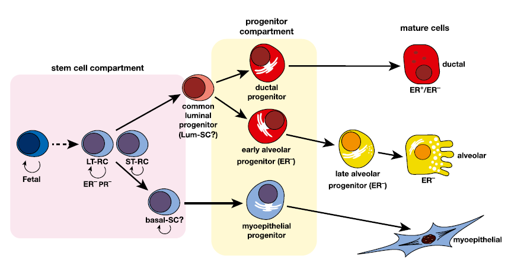 progenitor
compartment
mature cells
stem cell compartment
ductal
ER⁺/ER⁻
ductal
progenitor
common
luminal
progenitor
(Lum-SC?)
early alveolar
progenitor (ER⁻)
Fetal
LT-RC
ST-RC
ER⁻ PR⁻
late alveolar
progenitor (ER⁻)
alveolar
ER⁻
basal-SC?
myoepithelial
progenitor
myoepithelial